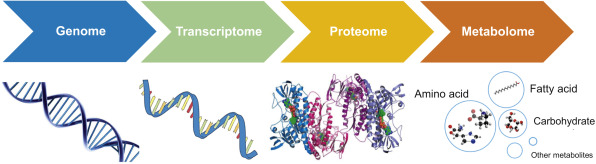 Genome
Transcriptome
Proteome
Metabolome
Amino acid
Fatty acid
Carbohydrate
Other metabolites